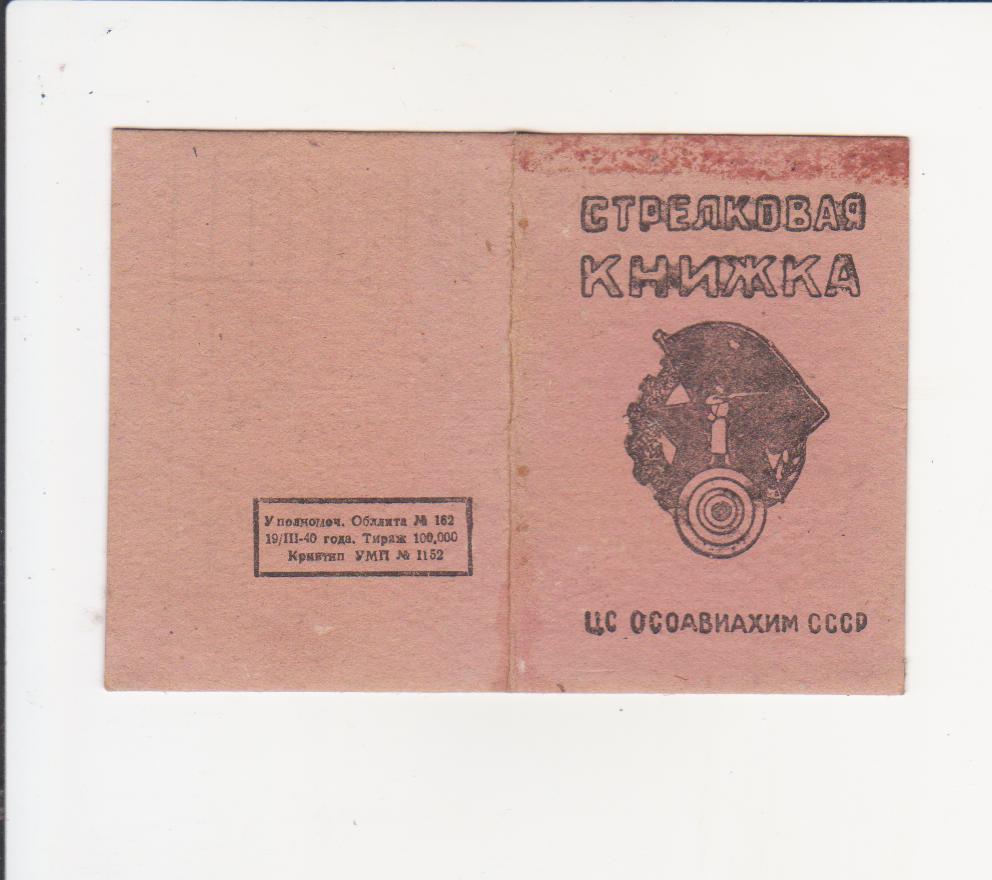 Уполномоч. Обллита № 162
19/III-40 года. Тираж 100,000
Криктип УМП № 1152
СТРЕЛКОВАЯ
КНИЖКА
ЦС ОСОАВИАХИМ СССР